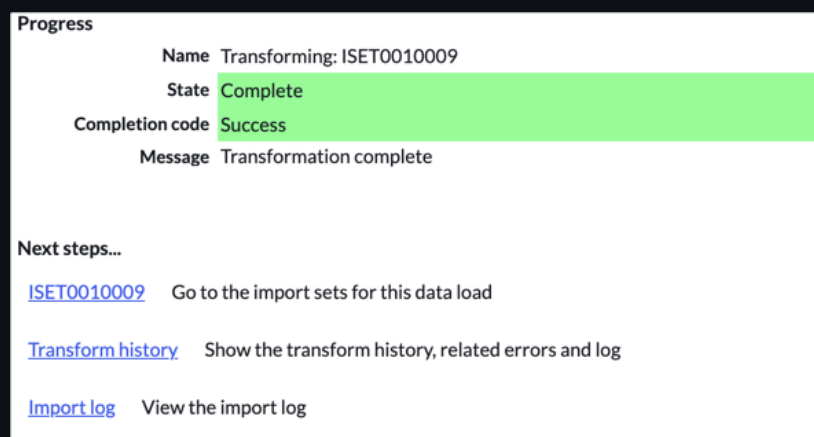 Progress
Name Transforming: ISET0010009
State Complete
Completion code Success
Message Transformation complete
Next steps...
ISET0010009 Go to the import sets for this data load
Transform history Show the transform history, related errors and log
Import log View the import log